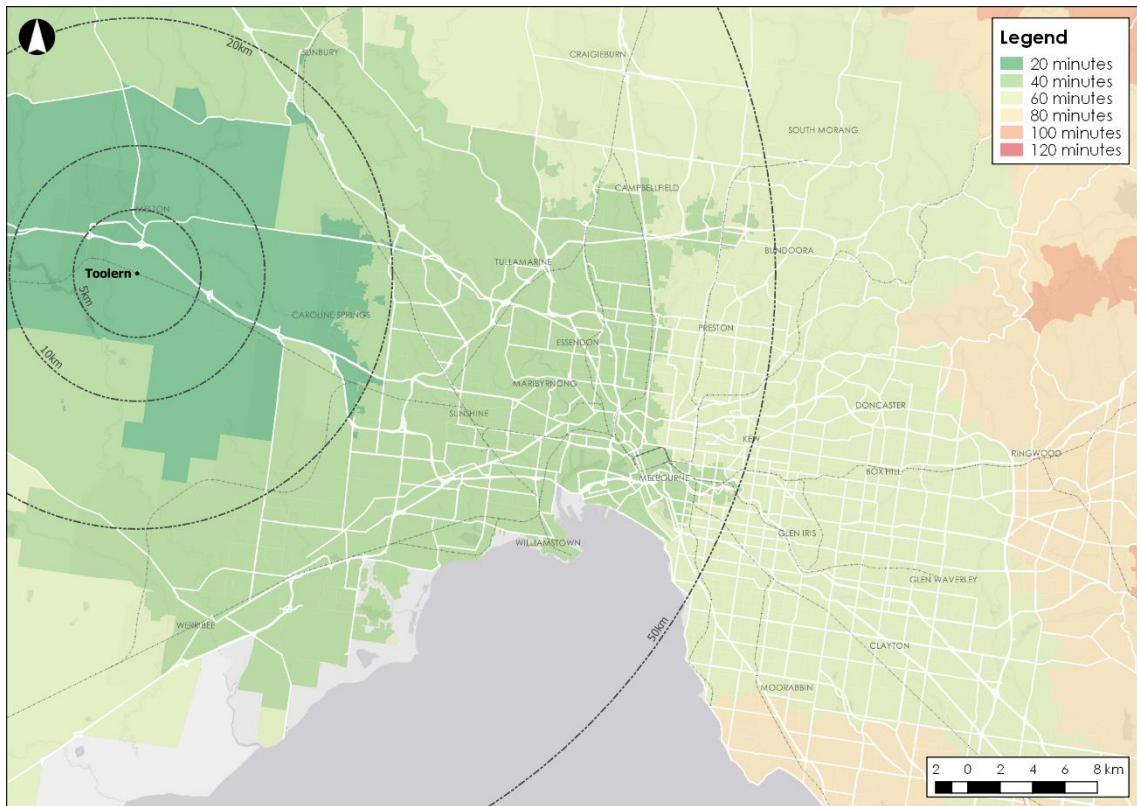 Legend
20 minutes
40 minutes
60 minutes
80 minutes
100 minutes
120 minutes
20km
SUNBURY
CRAIGIEBURN
SOUTH MORANG
CAMPBELLFIELD
MELTON
BUNDOORA
TULLAMARINE
Toolern
5km
CAROLINE SPRINGS
PRESTON
ESSENDON
10km
MARIBYRNONG
DONCASTER
SUNSHINE
KEW
RINGWOOD
BOX HILL
MELBOURNE
GLEN IRIS
WILLIAMSTOWN
GLEN WAVERLEY
WERRIBEE
50km
CLAYTON
MOORABBIN
2 0 2 4 6 8 km